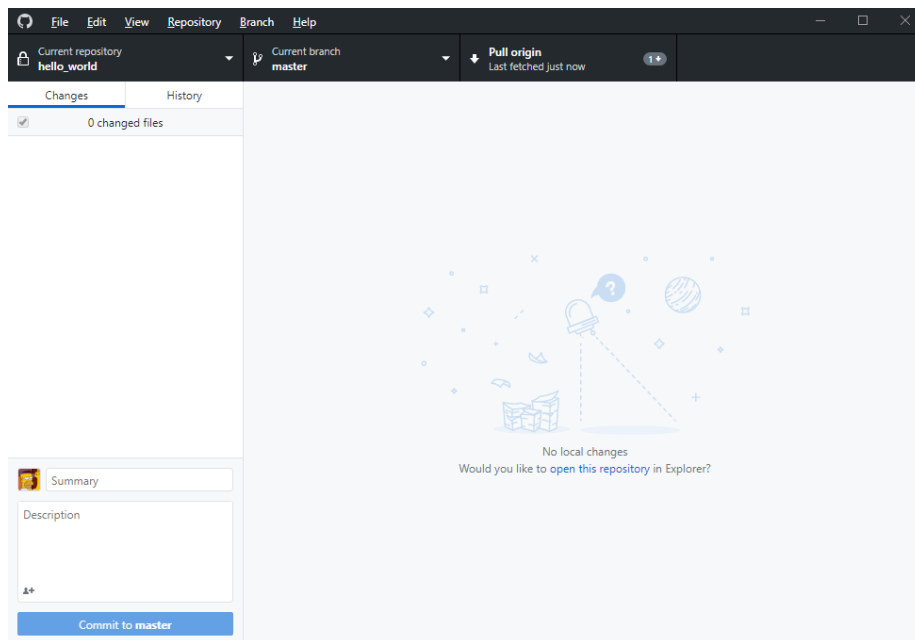 File Edit View Repository Branch Help
Current repository
hello_world
Current branch
master
Pull origin
Last fetched just now
1
Changes History
0 changed files
?
No local changes
Would you like to open this repository in Explorer?
Summary
Description
Commit to master